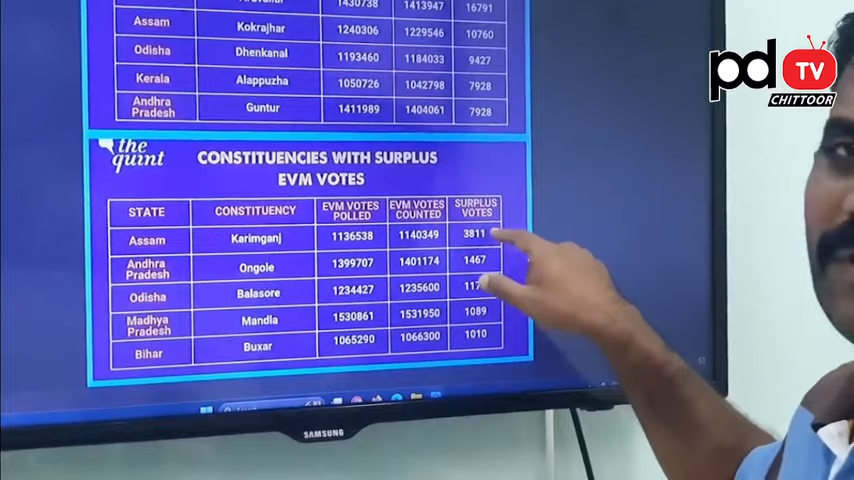 1430738 1413947 16791
Assam Kokrajhar 1240306 1229546 10760
Odisha Dhenkanal 1193460 1184033 9427
Kerala Alappuzha 1050726 1042798 7928
Andhra Pradesh Guntur 1411989 1404061 7928
the quint
CONSTITUENCIES WITH SURPLUS
EVM VOTES
STATE CONSTITUENCY EVM VOTES POLLED EVM VOTES COUNTED SURPLUS VOTES
Assam Karimganj 1136538 1140349 3811
Andhra Pradesh Ongole 1399707 1401174 1467
Odisha Balasore 1234427 1235600
Madhya Pradesh Mandla 1530861 1531950 1089
Bihar Buxar 1065290 1066300 1010
SAMSUNG
pd TV
CHITTOOR